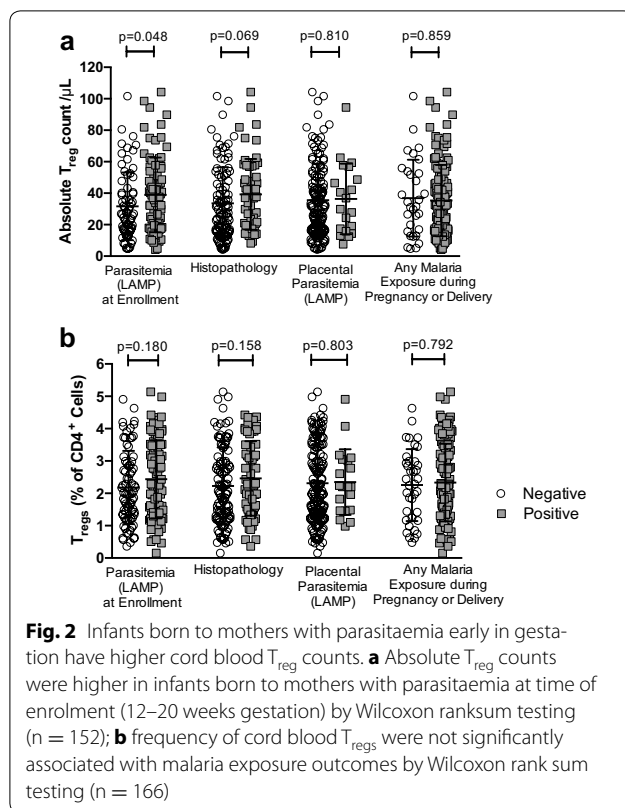 a
p=0.048 p=0.069 p=0.810 p=0.859
Absolute Treg count /μL
120
100
80
60
40
20
0
Parasitemia (LAMP) at Enrollment
Histopathology
Placental Parasitemia (LAMP)
Any Malaria Exposure during Pregnancy or Delivery
b
p=0.180 p=0.158 p=0.803 p=0.792
Tregs (% of CD4+ Cells)
6
5
4
3
2
1
0
Parasitemia (LAMP) at Enrollment
Histopathology
Placental Parasitemia (LAMP)
Any Malaria Exposure during Pregnancy or Delivery
Negative
Positive
Fig. 2 Infants born to mothers with parasitaemia early in gesta-
tion have higher cord blood Treg counts. a Absolute Treg counts
were higher in infants born to mothers with parasitaemia at time of
enrolment (12–20 weeks gestation) by Wilcoxon ranksum testing
(n = 152); b frequency of cord blood Tregs were not significantly
associated with malaria exposure outcomes by Wilcoxon rank sum
testing (n = 166)